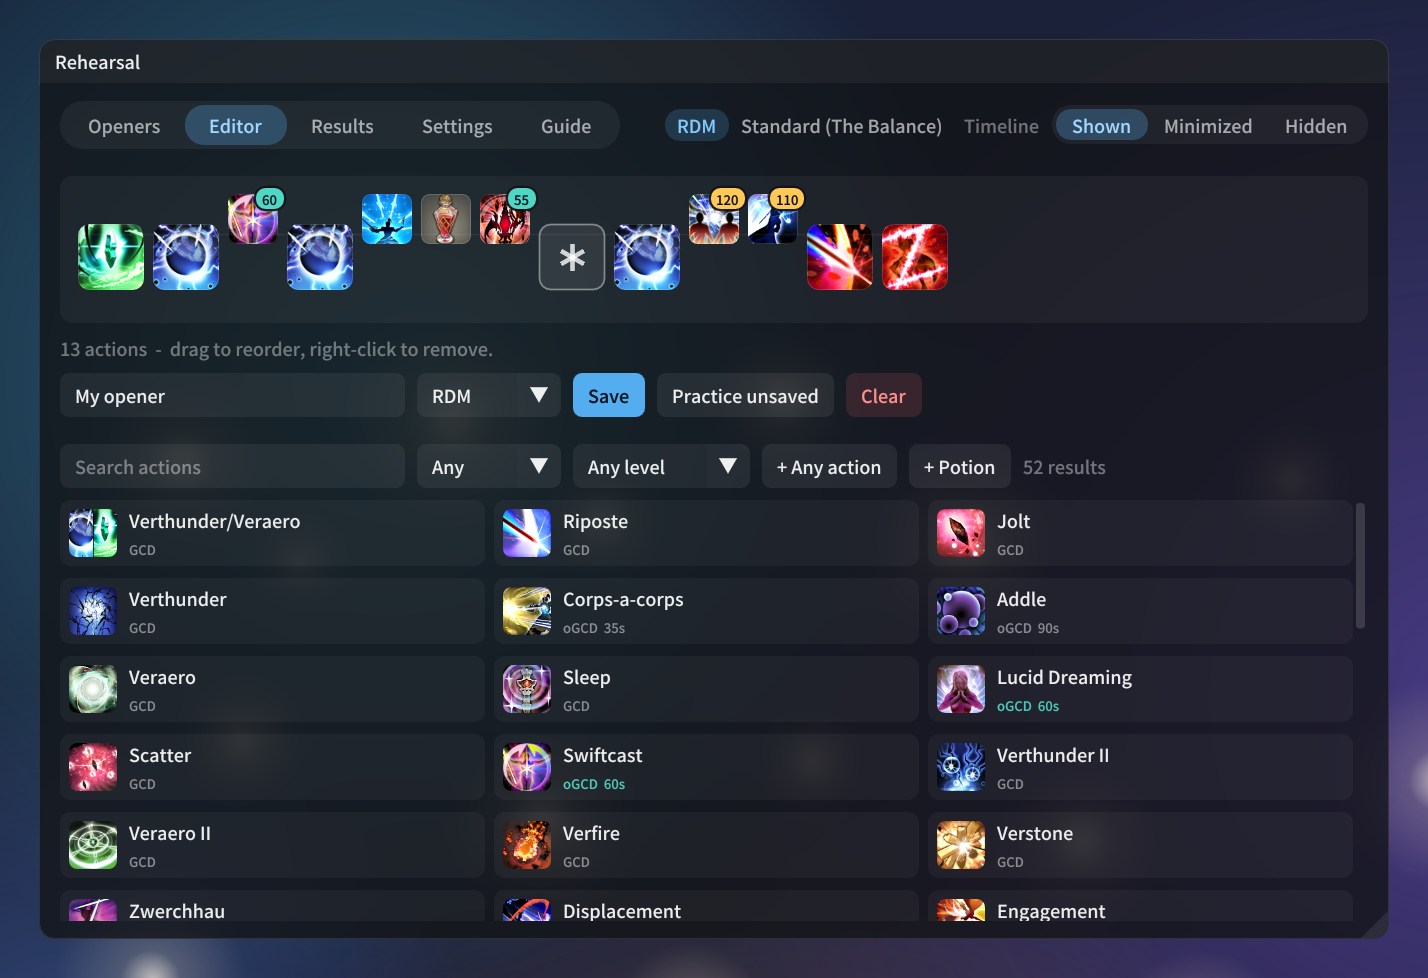 Rehearsal
Openers Editor Results Settings Guide RDM Standard (The Balance) Timeline Shown Minimized Hidden
60 55 120 110
*
13 actions - drag to reorder, right-click to remove.
My opener RDM Save Practice unsaved Clear
Search actions Any Any level + Any action + Potion 52 results
Verthunder/Veraero Riposte Jolt
GCD GCD GCD
Verthunder Corps-a-corps Addle
GCD oGCD 35s oGCD 90s
Veraero Sleep Lucid Dreaming
GCD GCD oGCD 60s
Scatter Swiftcast Verthunder II
GCD oGCD 60s GCD
Veraero II Verfire Verstone
GCD GCD GCD
Zwerchhau Displacement Engagement